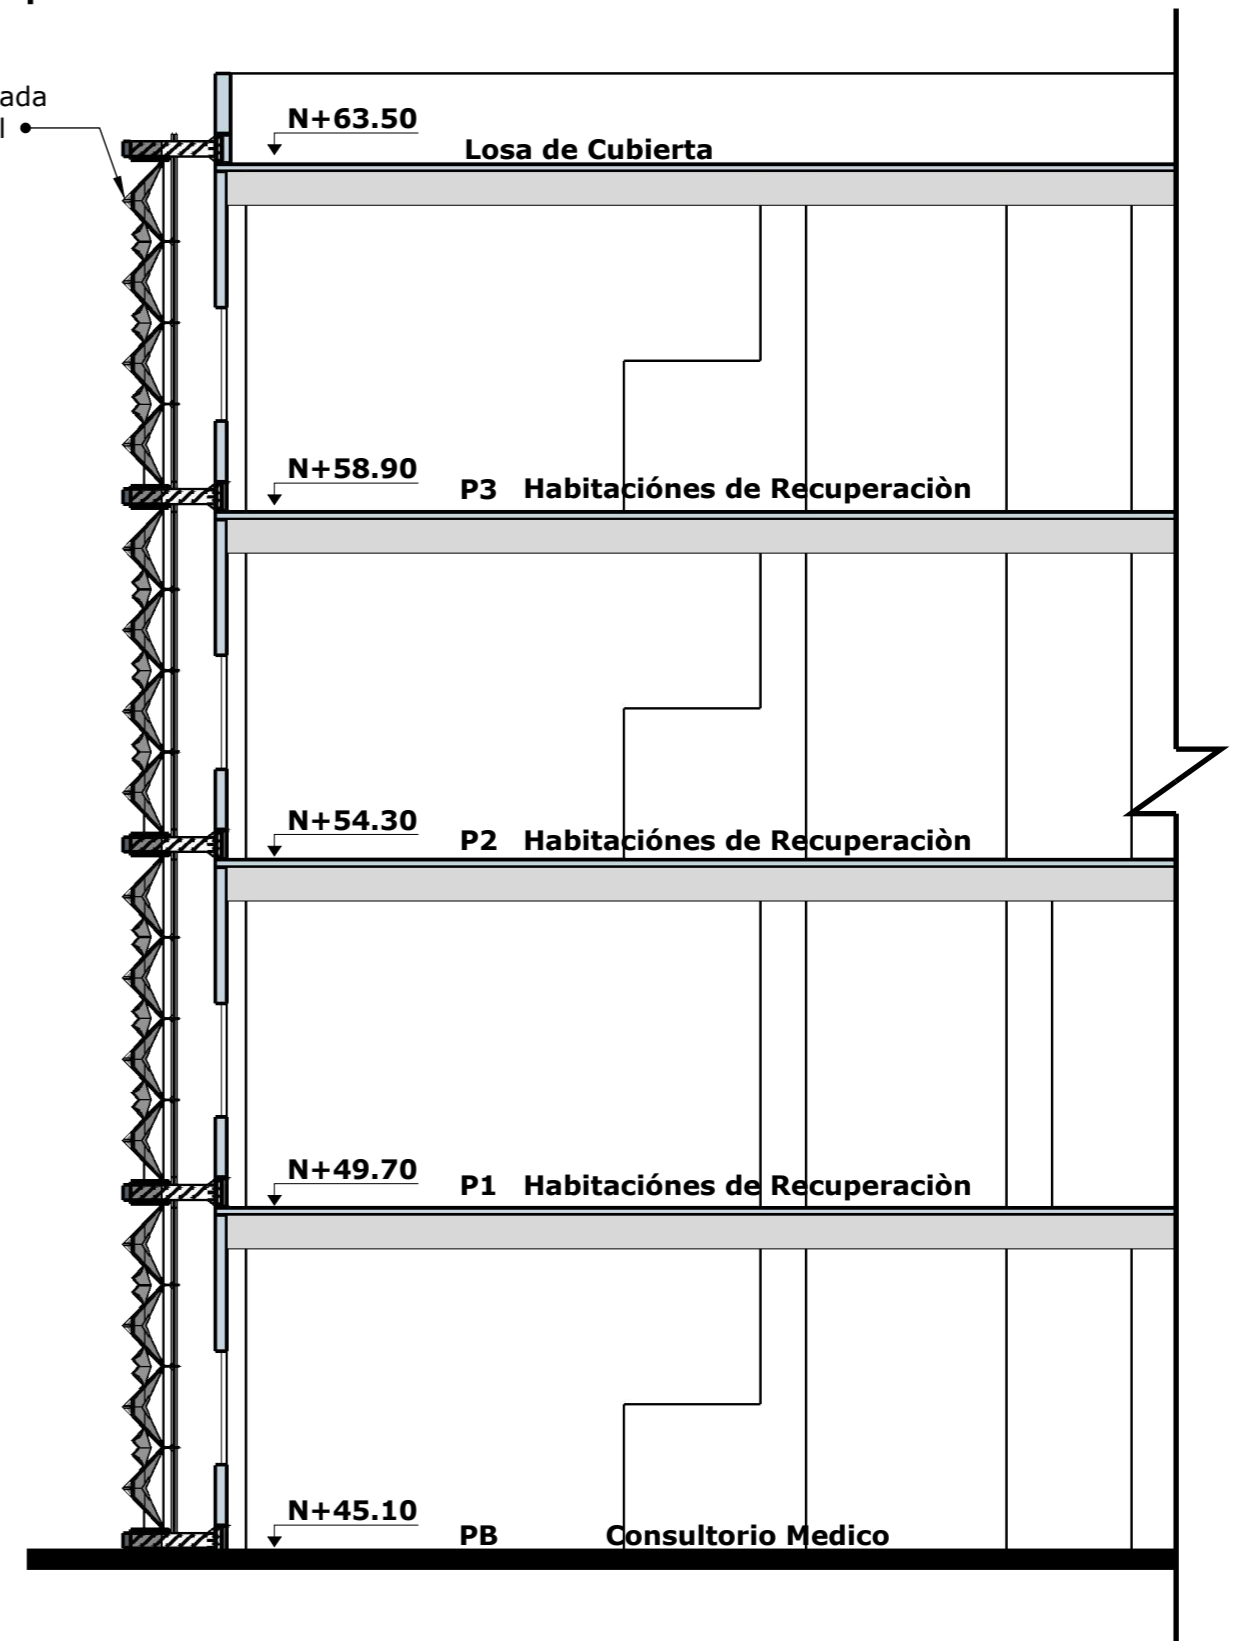 N+63.50
Losa de Cubierta
N+58.90
P3 Habitaciónes de Recuperaciòn
N+54.30
P2 Habitaciónes de Recuperaciòn
N+49.70
P1 Habitaciónes de Recuperaciòn
N+45.10
PB Consultorio Medico